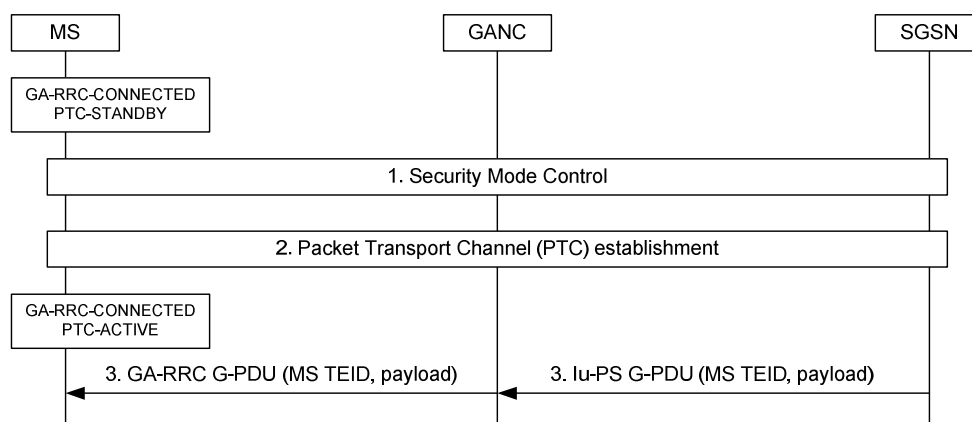 MS
GANC
SGSN
GA-RRC-CONNECTED
PTC-STANDBY
1. Security Mode Control
2. Packet Transport Channel (PTC) establishment
GA-RRC-CONNECTED
PTC-ACTIVE
3. GA-RRC G-PDU (MS TEID, payload)
3. Iu-PS G-PDU (MS TEID, payload)